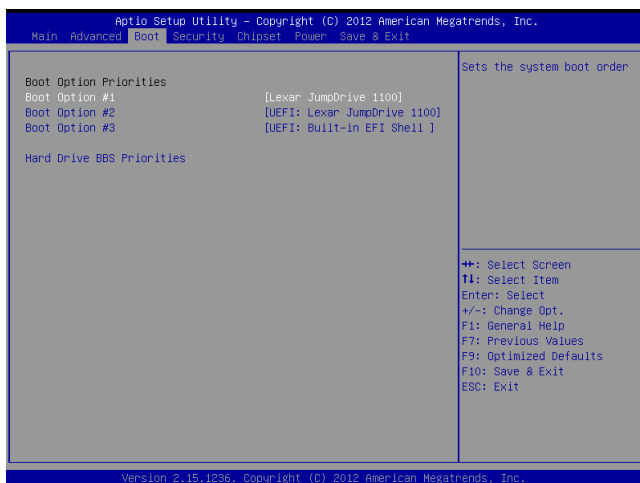 Aptio Setup Utility – Copyright (C) 2012 American Megatrends, Inc.
Main Advanced Boot Security Chipset Power Save & Exit
Boot Option Priorities
Boot Option #1 [Lexar JumpDrive 1100]
Boot Option #2 [UEFI: Lexar JumpDrive 1100]
Boot Option #3 [UEFI: Built-in EFI Shell ]
Hard Drive BBS Priorities
Sets the system boot order
→←: Select Screen
↑↓: Select Item
Enter: Select
+/-: Change Opt.
F1: General Help
F7: Previous Values
F9: Optimized Defaults
F10: Save & Exit
ESC: Exit
Version 2.15.1236. Copyright (C) 2012 American Megatrends, Inc.